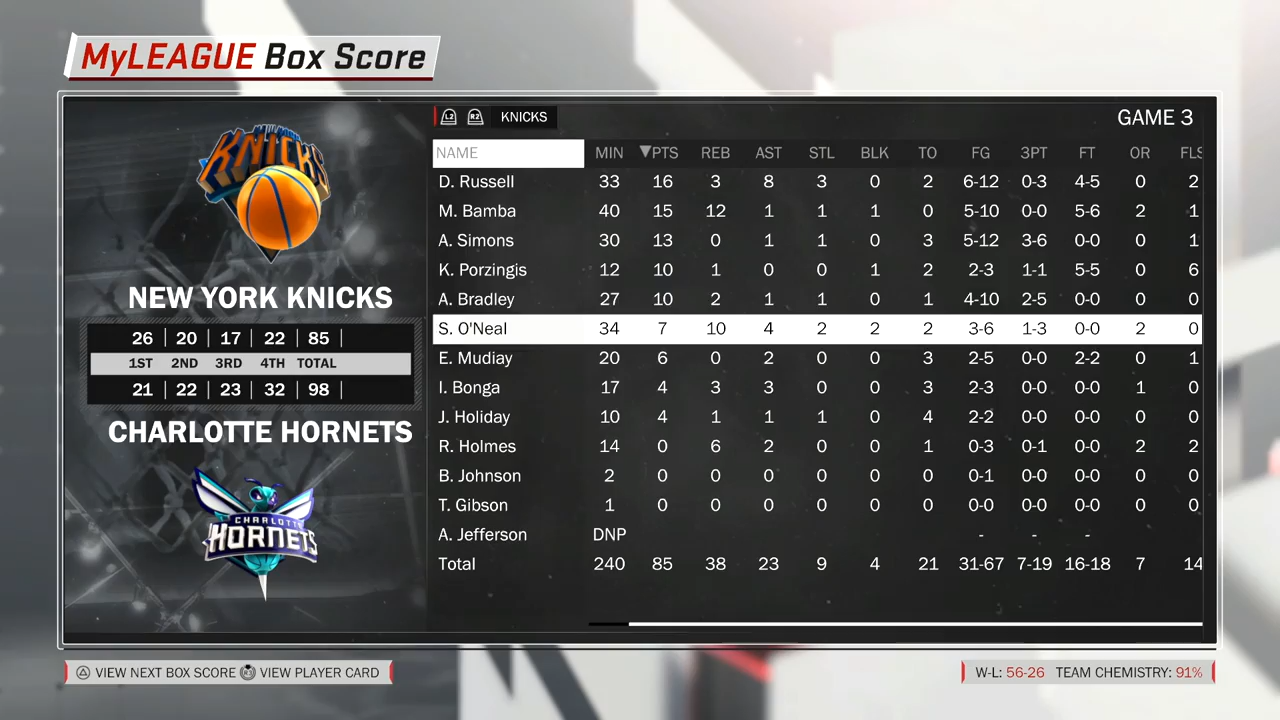 MyLEAGUE Box Score
KNICKS
NEW YORK KNICKS
26 20 17 22 85
1ST 2ND 3RD 4TH TOTAL
21 22 23 32 98
CHARLOTTE HORNETS
CHARLOTTE
HORNETS
L2 R2 KNICKS GAME 3
NAME MIN PTS REB AST STL BLK TO FG 3PT FT OR FLS
D. Russell 33 16 3 8 3 0 2 6-12 0-3 4-5 0 2
M. Bamba 40 15 12 1 1 1 0 5-10 0-0 5-6 2 1
A. Simons 30 13 0 1 1 0 3 5-12 3-6 0-0 0 1
K. Porzingis 12 10 1 0 0 1 2 2-3 1-1 5-5 0 6
A. Bradley 27 10 2 1 1 0 1 4-10 2-5 0-0 0 0
S. O'Neal 34 7 10 4 2 2 2 3-6 1-3 0-0 2 0
E. Mudiay 20 6 0 2 0 0 3 2-5 0-0 2-2 0 1
I. Bonga 17 4 3 3 0 0 3 2-3 0-0 0-0 1 0
J. Holiday 10 4 1 1 1 0 4 2-2 0-0 0-0 0 0
R. Holmes 14 0 6 2 0 0 1 0-3 0-1 0-0 2 2
B. Johnson 2 0 0 0 0 0 0 0-1 0-0 0-0 0 0
T. Gibson 1 0 0 0 0 0 0 0-0 0-0 0-0 0 0
A. Jefferson DNP - - -
Total 240 85 38 23 9 4 21 31-67 7-19 16-18 7 14
VIEW NEXT BOX SCORE VIEW PLAYER CARD
W-L: 56-26 TEAM CHEMISTRY: 91%